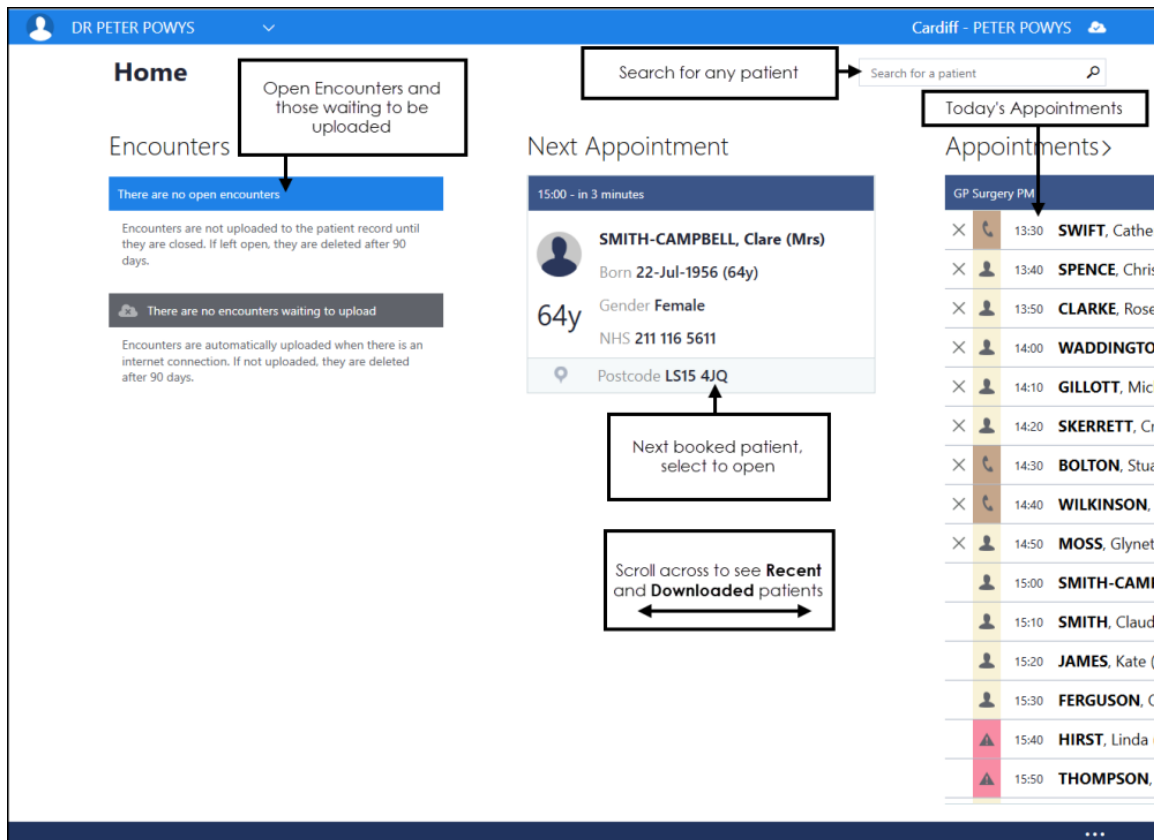 DR PETER POWYS
Cardiff - PETER POWYS
Home
Open Encounters and
those waiting to be
uploaded
Search for any patient
Search for a patient
Today's Appointments
Encounters
There are no open encounters
Encounters are not uploaded to the patient record until
they are closed. If left open, they are deleted after 90
days.
There are no encounters waiting to upload
Encounters are automatically uploaded when there is an
internet connection. If not uploaded, they are deleted
after 90 days.
Next Appointment
15:00 - in 3 minutes
SMITH-CAMPBELL, Clare (Mrs)
Born 22-Jul-1956 (64y)
64y
Gender Female
NHS 211 116 5611
Postcode LS15 4JQ
Next booked patient,
select to open
Scroll across to see Recent
and Downloaded patients
Appointments>
GP Surgery PM
13:30 SWIFT, Cathe
13:40 SPENCE, Chris
13:50 CLARKE, Rose
14:00 WADDINGTO
14:10 GILLOTT, Mic
14:20 SKERRETT, Cr
14:30 BOLTON, Stua
14:40 WILKINSON,
14:50 MOSS, Glynet
15:00 SMITH-CAM
15:10 SMITH, Claud
15:20 JAMES, Kate (
15:30 FERGUSON,
15:40 HIRST, Linda
15:50 THOMPSON,